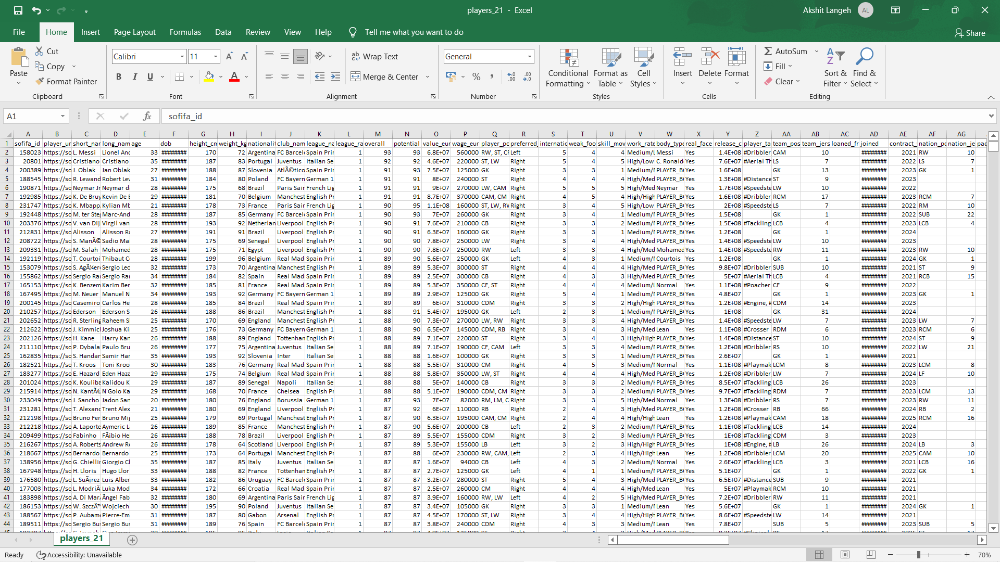 players_21 - Excel
Akshit Langeh AL
File Home Insert Page Layout Formulas Data Review View Help Tell me what you want to do Share
Paste
Cut
Copy
Format Painter
Clipboard
Calibri 11
B I U
Font
Wrap Text
Merge & Center
Alignment
General
Number
Conditional Formatting
Format as Table
Cell Styles
Styles
Insert Delete Format
Cells
AutoSum
Fill
Clear
Sort & Filter
Find & Select
Editing
A1 fx sofifa_id
A B C D E F G H I J K L M N O P Q R S T U V W X Y Z AA AB AC AD AE AF AG
1 sofifa_id player_ur short_nar long_nam age dob height_cm weight_kg nationalit club_nam league_na league_ra overall potential value_eur wage_eur player_po preferred_ internatio weak_foo skill_mov work_rate body_type real_face release_c player_ta team_pos team_jers loaned_fr joined contract_v nation_po nation_je pac
2 158023 https://so L. Messi Lionel And 33 ######## 170 72 Argentina FC Barcelo Spain Prir 1 93 93 6.8E+07 560000 RW, ST, CF Left 5 4 4 Medium/L Messi Yes 1.4E+08 #Dribbler, CAM 10 ######## 2021 RW 10
3 20801 https://so Cristiano Cristiano 35 ######## 187 83 Portugal Juventus Italian Se 1 92 92 4.6E+07 220000 ST, LW Right 5 4 5 High/Low C. Ronald Yes 7.6E+07 #Aerial Th LS 7 ######## 2022 LS 7
4 200389 https://so J. Oblak Jan Oblak 27 ######## 188 87 Slovenia AtlÃ©tico Spain Prir 1 91 93 7.5E+07 125000 GK Right 3 3 1 Medium/M PLAYER_BO Yes 1.6E+08 GK 13 ######## 2023 GK 1
5 188545 https://so R. Lewand Robert Lev 31 ######## 184 80 Poland FC Bayern German 1 1 91 91 8E+07 240000 ST Right 4 4 4 High/Med PLAYER_BO Yes 1.3E+08 #Distance ST 9 ######## 2023
6 190871 https://so Neymar Jr Neymar d 28 ######## 175 68 Brazil Paris Sain French Lig 1 91 91 9E+07 270000 LW, CAM Right 5 5 5 High/Med Neymar Yes 1.7E+08 #Speedste LW 10 ######## 2022
7 192985 https://so K. De Bruy Kevin De B 29 ######## 181 70 Belgium Manchest English Pr 1 91 91 8.7E+07 370000 CAM, CM Right 4 5 4 High/High PLAYER_BO Yes 1.6E+08 #Dribbler, RCM 17 ######## 2023 RCM 7
8 231747 https://so K. MbappÃ Kylian Mb 21 ######## 178 73 France Paris Sain French Lig 1 90 95 1.1E+08 160000 ST, LW, RV Right 3 4 5 High/Low PLAYER_BO Yes 2E+08 #Speedste LS 7 ######## 2022 RM 10
9 192448 https://so M. ter Ste Marc-And 28 ######## 187 85 Germany FC Barcelo Spain Prir 1 90 93 7E+07 260000 GK Right 3 4 1 Medium/M PLAYER_BO Yes 1.5E+08 GK 1 ######## 2022 SUB 22
10 203376 https://so V. van Dij Virgil van 28 ######## 193 92 Netherlan Liverpool English Pr 1 90 91 7.6E+07 210000 CB Right 3 3 2 Medium/M PLAYER_BO Yes 1.5E+08 #Tackling LCB 4 ######## 2023 LCB 4
11 212831 https://so Alisson Alisson Ra 27 ######## 191 91 Brazil Liverpool English Pr 1 90 91 6.3E+07 160000 GK Right 3 3 1 Medium/M PLAYER_BO Yes 1.2E+08 GK 1 ######## 2024
12 208722 https://so S. ManÃ© Sadio Ma 28 ######## 175 69 Senegal Liverpool English Pr 1 90 90 7.8E+07 250000 LW Right 3 4 4 High/Med PLAYER_BO Yes 1.4E+08 #Speedste LW 10 ######## 2023
13 209331 https://so M. Salah Mohamed 28 ######## 175 71 Egypt Liverpool English Pr 1 90 90 7.8E+07 250000 RW Left 3 3 4 High/Med Mohamed Yes 1.4E+08 #Speedste RW 11 ######## 2023 RW 10
14 192119 https://so T. Courtoi Thibaut C 28 ######## 199 96 Belgium Real Mad Spain Prir 1 89 90 5.6E+07 250000 GK Left 4 3 1 Medium/M Courtois Yes 1.2E+08 GK 1 ######## 2024 GK 1
15 153079 https://so S. AgÃ¼erc Sergio Leo 32 ######## 173 70 Argentina Manchest English Pr 1 89 89 5.3E+07 300000 ST Right 4 4 4 High/Med PLAYER_BO Yes 9.8E+07 #Dribbler, SUB 10 ######## 2021 ST 9
16 155862 https://so Sergio Rar Sergio Rar 34 ######## 184 82 Spain Real Mad Spain Prir 1 89 89 2.5E+07 300000 CB Right 4 3 3 High/Med PLAYER_BO Yes 5E+07 #Aerial Th LCB 4 ######## 2021 RCB 15
17 165153 https://so K. Benzem Karim Ber 32 ######## 185 81 France Real Mad Spain Prir 1 89 89 5.3E+07 350000 CF, ST Right 4 4 4 Medium/L Normal Yes 1.1E+08 #Poacher CF 9 ######## 2022
18 167495 https://so M. Neuer Manuel N 34 ######## 193 92 Germany FC Bayern German 1 1 89 89 2.9E+07 125000 GK Right 5 4 1 Medium/M PLAYER_BO Yes 4.8E+07 GK 1 ######## 2023 GK 1
19 200145 https://so Casemiro Carlos He 28 ######## 185 84 Brazil Real Mad Spain Prir 1 89 89 6E+07 310000 CDM Right 3 3 2 High/High PLAYER_BO Yes 1.2E+08 #Engine, # CDM 14 ######## 2023
20 210257 https://so Ederson Ederson S 26 ######## 188 86 Brazil Manchest English Pr 1 88 91 5.4E+07 195000 GK Left 2 3 1 Medium/M PLAYER_BO Yes 1E+08 GK 31 ######## 2024
21 202652 https://so R. Sterling Raheem S 25 ######## 170 69 England Manchest English Pr 1 88 90 7.3E+07 270000 LW, RW Right 3 3 4 High/Med PLAYER_BO Yes 1.4E+08 #Speedste LW 7 ######## 2023 LW 7
22 212622 https://so J. Kimmicl Joshua Ki 25 ######## 176 73 Germany FC Bayern German 1 1 88 90 6.5E+07 145000 CDM, RB Right 3 4 3 High/Med Lean Yes 1.1E+08 #Crosser RDM 6 ######## 2023 RCM 6
23 202126 https://so H. Kane Harry Kan 26 ######## 188 89 England Tottenhan English Pr 1 88 89 7.1E+07 220000 ST Right 3 4 3 High/High PLAYER_BO Yes 1.4E+08 #Distance ST 10 ######## 2024 ST 9
24 211110 https://so P. Dybala Paulo Bru 26 ######## 177 75 Argentina Juventus Italian Se 1 88 89 7.1E+07 190000 CF, CAM Left 3 3 4 Medium/M PLAYER_BO Yes 1.2E+08 #Dribbler, RS 10 ######## 2022 LW 21
25 162835 https://so S. Handan Samir Har 35 ######## 193 92 Slovenia Inter Italian Se 1 88 88 1.6E+07 100000 GK Right 3 3 1 Medium/M PLAYER_BO Yes 2.6E+07 GK 1 ######## 2021
26 182521 https://so T. Kroos Toni Kroo 30 ######## 183 76 Germany Real Mad Spain Prir 1 88 88 5.5E+07 310000 CM Right 4 5 3 Medium/M Normal Yes 1.1E+08 #Playmak LCM 8 ######## 2023 LCM 8
27 183277 https://so E. Hazard Eden Haza 29 ######## 175 74 Belgium Real Mad Spain Prir 1 88 88 5.8E+07 350000 LW, ST Right 4 4 4 High/Med PLAYER_BO Yes 1.2E+08 #Dribbler, LW 7 ######## 2024 LF 10
28 201024 https://so K. Kouliba Kalidou K 29 ######## 187 89 Senegal Napoli Italian Se 1 88 88 5E+07 140000 CB Right 3 3 2 Medium/H PLAYER_BO Yes 8.5E+07 #Tackling LCB 26 ######## 2023
29 215914 https://so N. KantÃ© N'Golo Ka 29 ######## 168 70 France Chelsea English Pr 1 88 88 5.1E+07 190000 CDM, CM Right 3 3 2 Medium/H PLAYER_BO Yes 9.7E+07 #Tackling RDM 7 ######## 2023 LCM 13
30 233049 https://so J. Sancho Jadon San 20 ######## 180 76 England Borussia German 1 1 87 93 7E+07 82000 RM, LM, C Right 3 3 5 High/Med Normal Yes 1.3E+08 #Dribbler, RS 7 ######## 2023 RW 11
31 231281 https://so T. Alexand Trent Alex 21 ######## 180 69 England Liverpool English Pr 1 87 92 6E+07 110000 RB Right 2 4 3 High/Med PLAYER_BO Yes 1.2E+08 #Crosser RB 66 ######## 2024 RB 2
32 212198 https://so Bruno Fer Bruno Mig 25 ######## 179 69 Portugal Manchest English Pr 1 87 90 6.3E+07 195000 CAM, CM Right 2 4 4 High/High Lean Yes 1.2E+08 #Playmak CAM 18 ######## 2025 RCM 16
33 212218 https://so A. Laporte Aymeric L 26 ######## 189 85 France Manchest English Pr 1 87 90 5.6E+07 200000 CB Left 2 3 2 Medium/M PLAYER_BO Yes 1.1E+08 #Tackling LCB 14 ######## 2024
34 209499 https://so Fabinho FÃ¡bio He 26 ######## 188 78 Brazil Liverpool English Pr 1 87 89 5.5E+07 155000 CDM Right 3 2 3 Medium/H PLAYER_BO Yes 1E+08 #Tackling CDM 3 ######## 2023
35 216267 https://so A. Roberts Andrew Ro 26 ######## 178 64 Scotland Liverpool English Pr 1 87 89 5.3E+07 155000 LB Left 3 2 3 High/High PLAYER_BO Yes 1E+08 #Engine, # LB 26 ######## 2024 LB 3
36 218667 https://so Bernardo Bernardo 25 ######## 173 64 Portugal Manchest English Pr 1 87 88 6E+07 230000 RW, CAM, Left 2 3 4 High/High Lean Yes 1.2E+08 #Dribbler, LCM 20 ######## 2025 CAM 10
37 138956 https://so G. Chiellin Giorgio Cl 35 ######## 187 85 Italy Juventus Italian Se 1 87 87 1.6E+07 94000 CB Left 4 3 2 Medium/H Normal Yes 2.6E+07 #Tackling LCB 3 ######## 2021 LCB 16
38 167948 https://so H. Lloris Hugo Llor 33 ######## 188 82 France Tottenhan English Pr 1 87 87 2.7E+07 125000 GK Left 4 1 1 Medium/M Lean Yes 5.1E+07 GK 1 ######## 2022 GK 1
39 176580 https://so L. SuÃ¡rez Luis Alber 33 ######## 182 86 Uruguay FC Barcelo Spain Prir 1 87 87 3.2E+07 280000 ST Right 5 4 3 High/Med PLAYER_BO Yes 6.5E+07 #Distance SUB 9 ######## 2021
40 177003 https://so L. ModriÄ Luka Mod 34 ######## 172 66 Croatia Real Mad Spain Prir 1 87 87 2.5E+07 260000 CM Right 4 4 4 High/High Lean Yes 5E+07 #Playmak RCM 10 ######## 2021
41 183898 https://so A. Di MarÃ Ãngel Fab 32 ######## 180 69 Argentina Paris Sain French Lig 1 87 87 3.9E+07 160000 RW, LW Left 4 2 5 High/Med PLAYER_BO Yes 7.2E+07 #Dribbler, RW 11 ######## 2021
42 186153 https://so W. SzczÄ™ Wojciech 30 ######## 195 90 Poland Juventus Italian Se 1 87 87 3.4E+07 105000 GK Right 3 3 1 Medium/M Lean Yes 5.6E+07 GK 1 ######## 2024 GK 1
43 188567 https://so P. Aubame Pierre-Em 31 ######## 187 80 Gabon Arsenal English Pr 1 87 87 4.5E+07 170000 ST, LW Right 3 4 4 High/High PLAYER_BO Yes 8.6E+07 #Speedste LW 14 ######## 2021
44 189511 https://so Sergio Bus Sergio Bus 31 ######## 189 76 Spain FC Barcelo Spain Prir 1 87 87 3.8E+07 240000 CDM Right 4 3 3 Medium/M Lean Yes 7.8E+07 SUB 5 ######## 2023 SUB 5
players_21
Ready Accessibility: Unavailable 70%